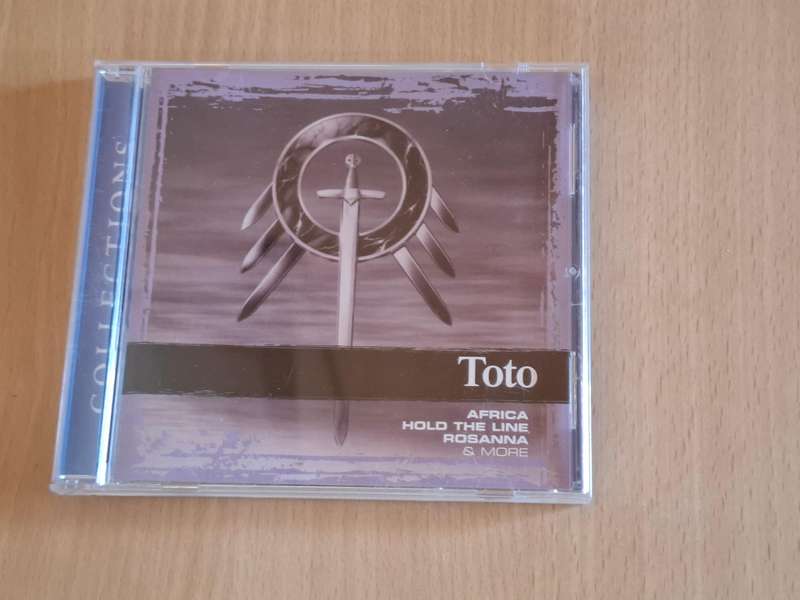 COLLECTIONS
Toto
AFRICA
HOLD THE LINE
ROSANNA
& MORE